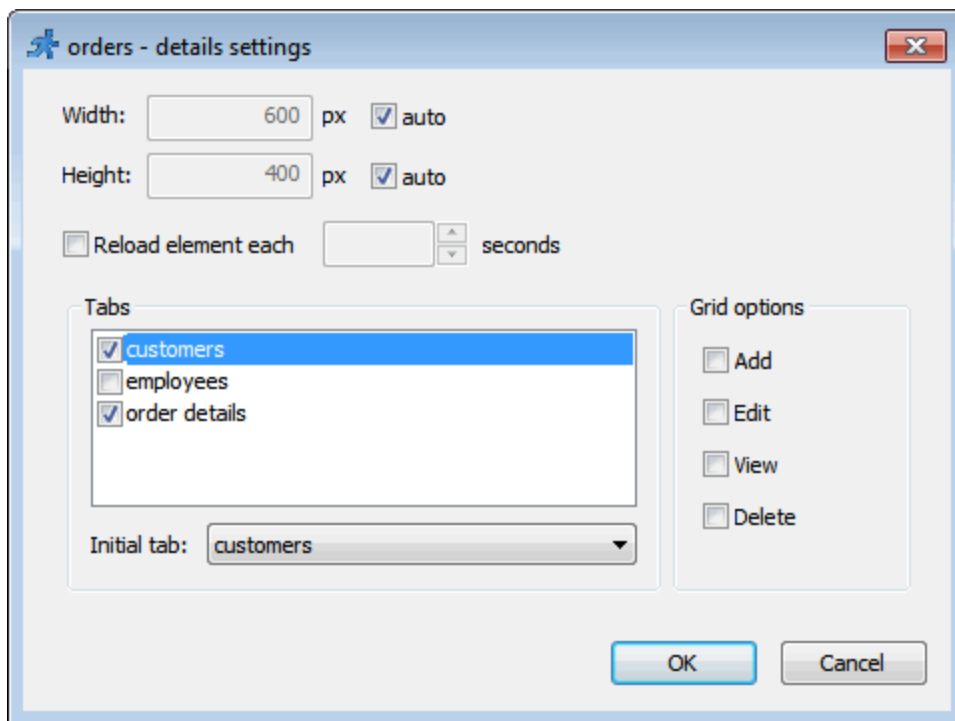 orders - details settings
Width: 600 px auto
Height: 400 px auto
Reload element each seconds
Tabs
customers
employees
order details
Initial tab: customers
Grid options
Add
Edit
View
Delete
OK Cancel